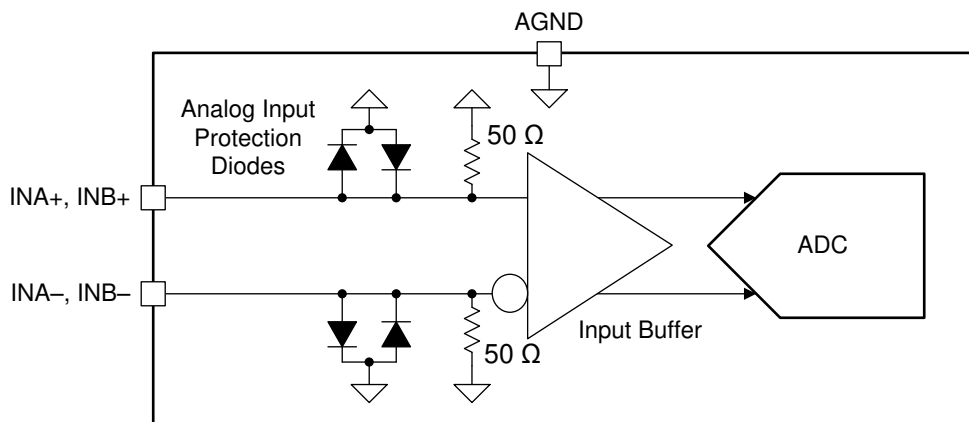 AGND
Analog Input
Protection
Diodes
50 Ω
INA+, INB+
ADC
INA–, INB–
Input Buffer
50 Ω